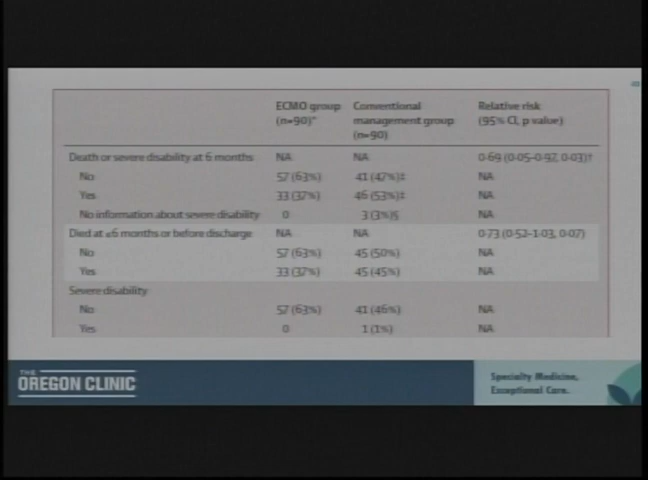 ECMO group Conventional Relative risk
(n=90)* management group (95% CI, p value)
(n=90)
Death or severe disability at 6 months NA NA 0·69 (0·05–0·97, 0·03)†
No 57 (63%) 41 (47%)‡ NA
Yes 33 (37%) 46 (53%)‡ NA
No information about severe disability 0 3 (3%)§ NA
Died at ≤6 months or before discharge NA NA 0·73 (0·52–1·03, 0·07)
No 57 (63%) 45 (50%) NA
Yes 33 (37%) 45 (45%) NA
Severe disability
No 57 (63%) 41 (46%) NA
Yes 0 1 (1%) NA
THE
OREGON CLINIC
Specialty Medicine,
Exceptional Care.